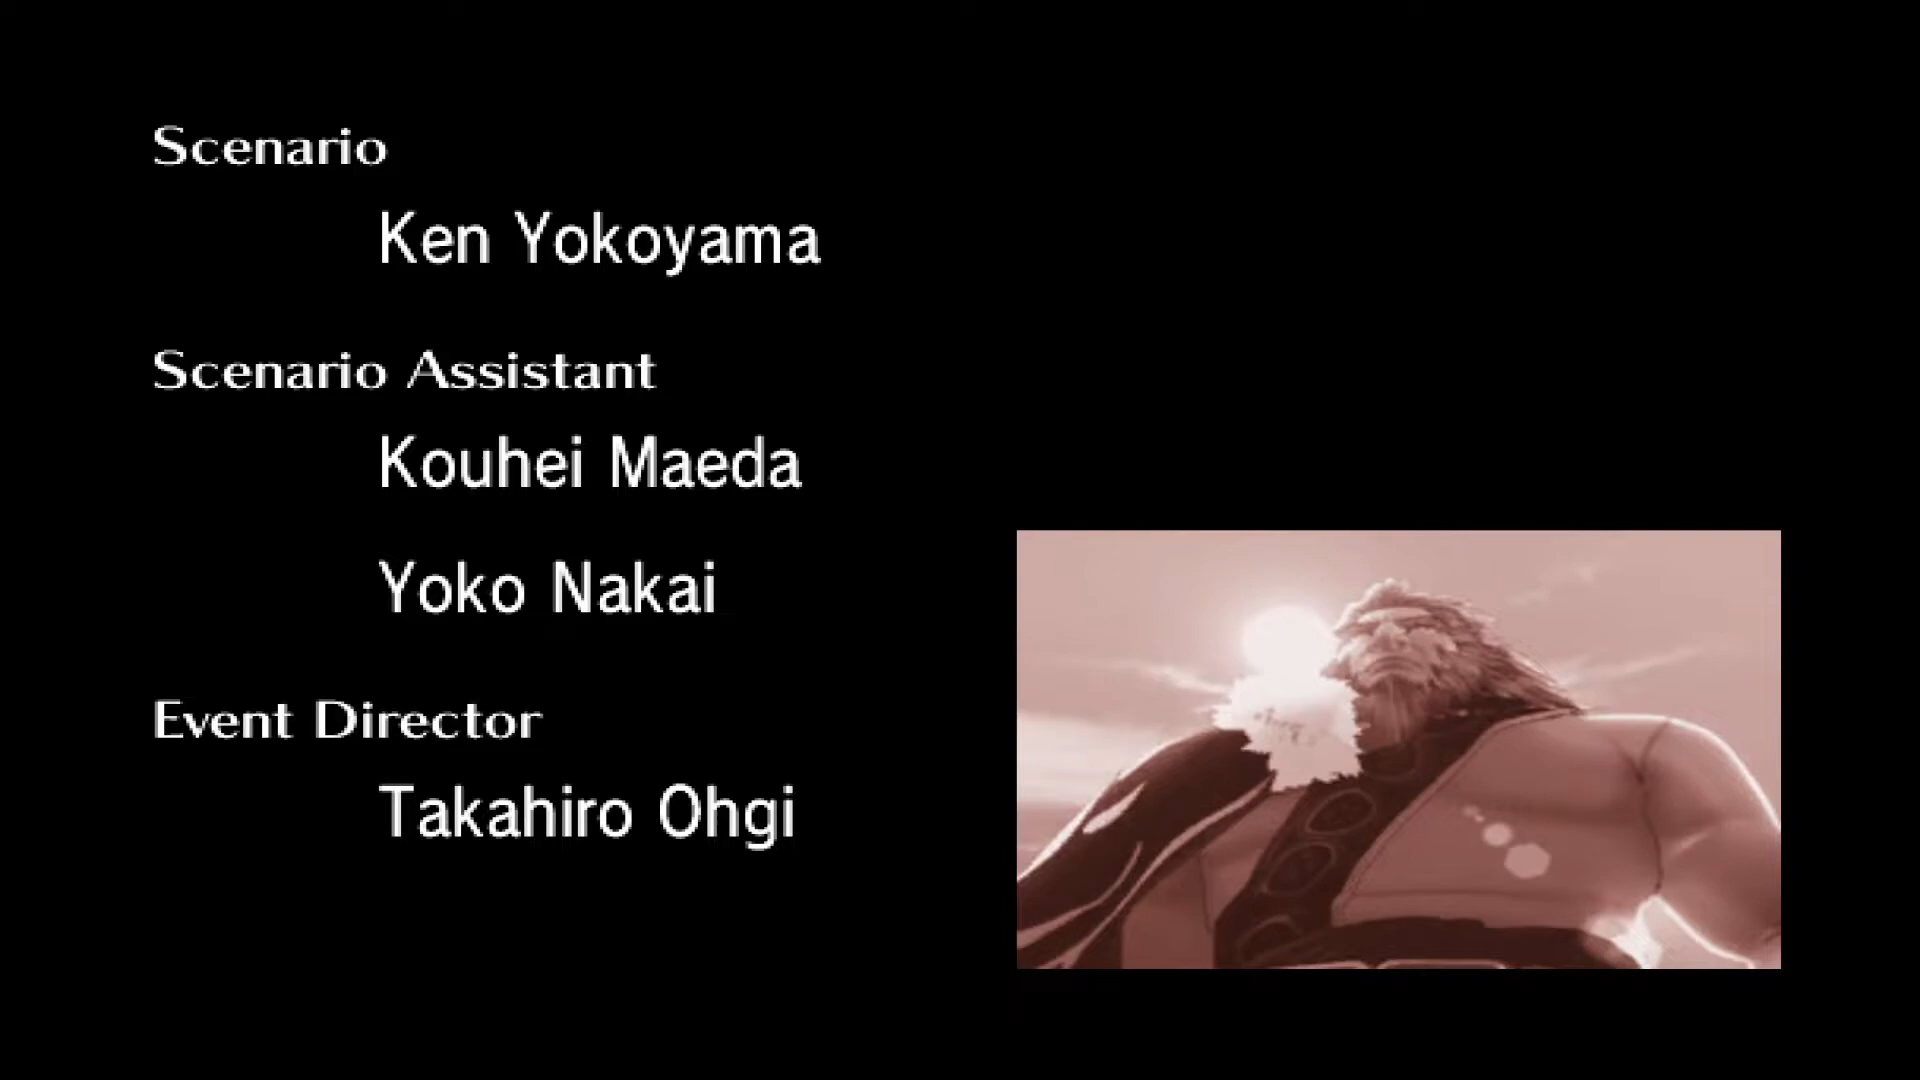 Scenario
Ken Yokoyama
Scenario Assistant
Kouhei Maeda
Yoko Nakai
Event Director
Takahiro Ohgi